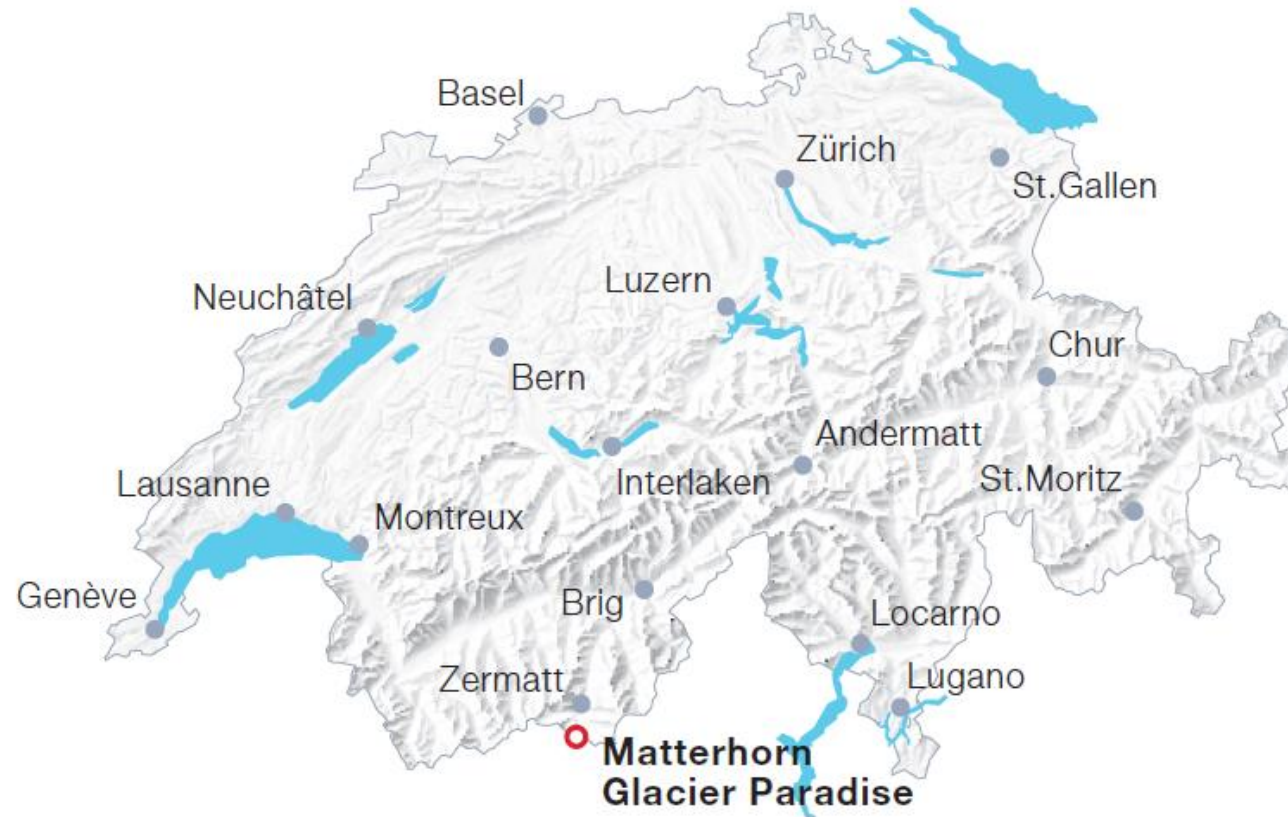 Basel
Zürich
St.Gallen
Neuchâtel
Luzern
Bern
Chur
Andermatt
Interlaken
St.Moritz
Lausanne
Montreux
Genève
Brig
Locarno
Zermatt
Lugano
Matterhorn
Glacier Paradise